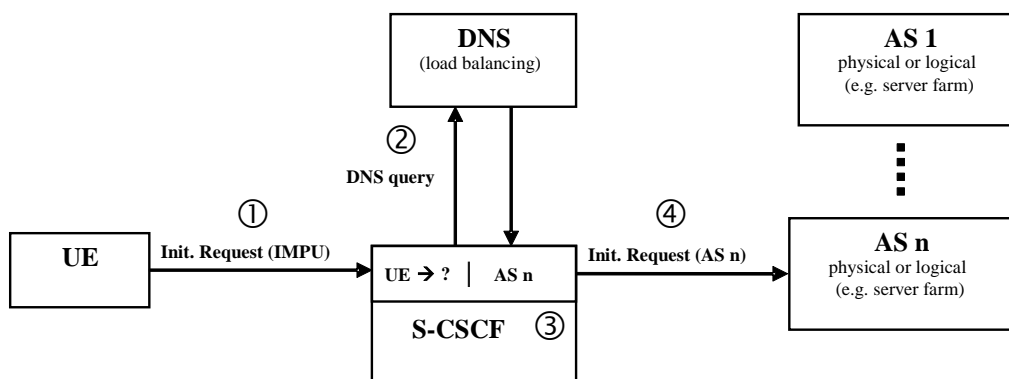 DNS
(load balancing)
AS 1
physical or logical
(e.g. server farm)
②
DNS query
①
Init. Request (IMPU)
④
Init. Request (AS n)
UE
UE → ? | AS n
S-CSCF
③
AS n
physical or logical
(e.g. server farm)